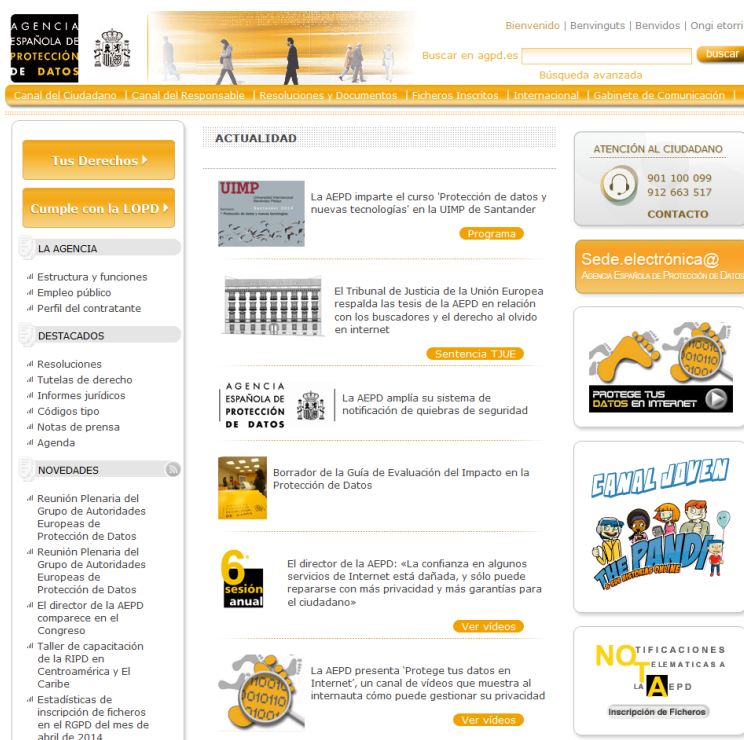 AGENCIA
ESPAÑOLA DE
PROTECCIÓN
DE DATOS
Bienvenido | Benvinguts | Benvidos | Ongi etorri
Buscar en agpd.es
buscar
Búsqueda avanzada
Canal del Ciudadano | Canal del Responsable | Resoluciones y Documentos | Ficheros Inscritos | Internacional | Gabinete de Comunicación |
Tus Derechos
Cumple con la LOPD
LA AGENCIA
Estructura y funciones
Empleo público
Perfil del contratante
DESTACADOS
Resoluciones
Tutelas de derecho
Informes jurídicos
Códigos tipo
Notas de prensa
Agenda
NOVEDADES
Reunión Plenaria del
Grupo de Autoridades
Europeas de
Protección de Datos
Reunión Plenaria del
Grupo de Autoridades
Europeas de
Protección de Datos
El director de la AEPD
comparece en el
Congreso
Taller de capacitación
de la RIPD en
Centroamérica y El
Caribe
Estadísticas de
inscripción de ficheros
en el RGPD del mes de
abril de 2014
ACTUALIDAD
UIMP
Santander 2014
La AEPD imparte el curso 'Protección de datos y
nuevas tecnologías' en la UIMP de Santander
Programa
El Tribunal de Justicia de la Unión Europea
respalda las tesis de la AEPD en relación
con los buscadores y el derecho al olvido
en internet
Sentencia TJUE
AGENCIA
ESPAÑOLA DE
PROTECCIÓN
DE DATOS
La AEPD amplía su sistema de
notificación de quiebras de seguridad
Borrador de la Guía de Evaluación del Impacto en la
Protección de Datos
6ª
sesión
anual
El director de la AEPD: «La confianza en algunos
servicios de Internet está dañada, y sólo puede
repararse con más privacidad y más garantías para
el ciudadano»
Ver vídeos
La AEPD presenta 'Protege tus datos en
Internet', un canal de vídeos que muestra al
internauta cómo puede gestionar su privacidad
Ver vídeos
ATENCIÓN AL CIUDADANO
901 100 099
912 663 517
CONTACTO
Sede.electrónica@
AGENCIA ESPAÑOLA DE PROTECCIÓN DE DATOS
PROTEGE TUS
DATOS EN INTERNET
CANAL JOVEN
THE PANDI
Y SUS HISTORIAS ONLINE
NOTIFICACIONES
TELEMATICAS A
LA AEPD
Inscripción de Ficheros